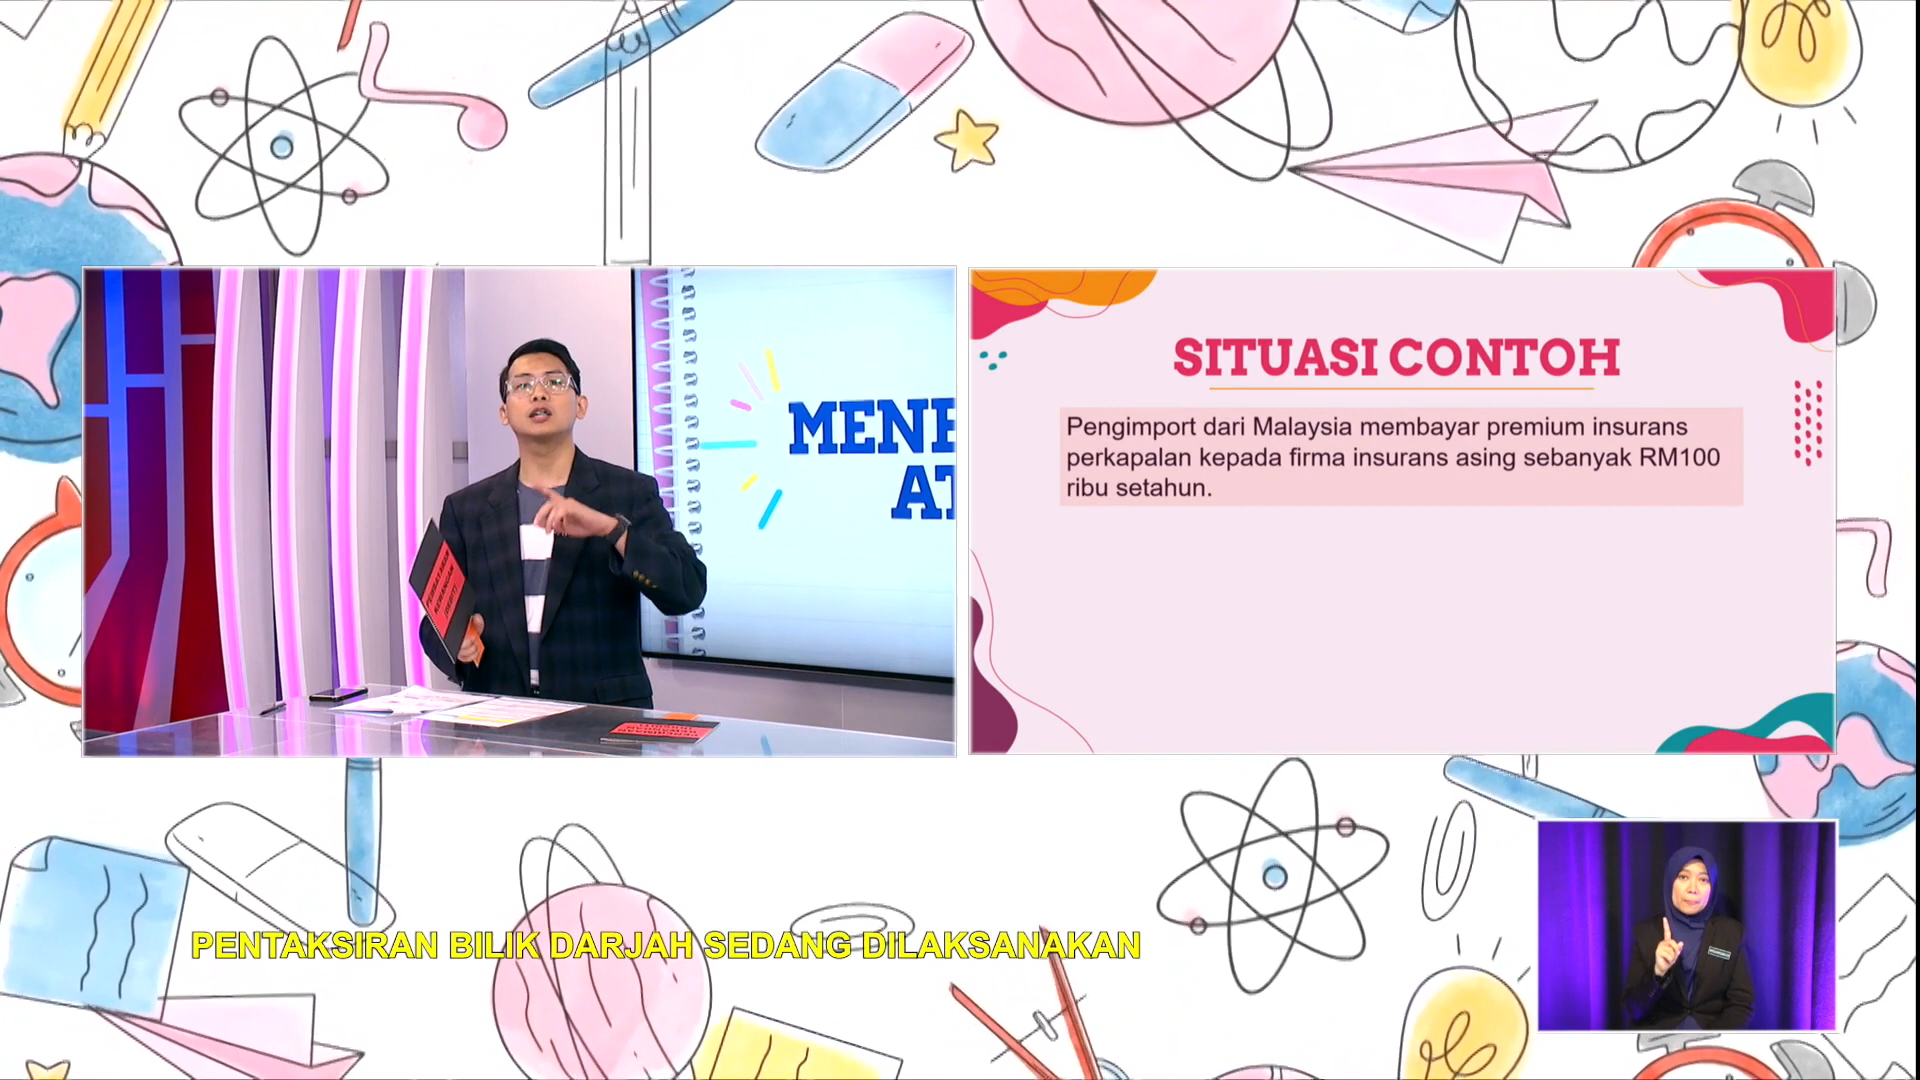 MENE
AT
SITUASI CONTOH
Pengimport dari Malaysia membayar premium insurans
perkapalan kepada firma insurans asing sebanyak RM100
ribu setahun.
PENTAKSIRAN BILIK DARJAH SEDANG DILAKSANAKAN